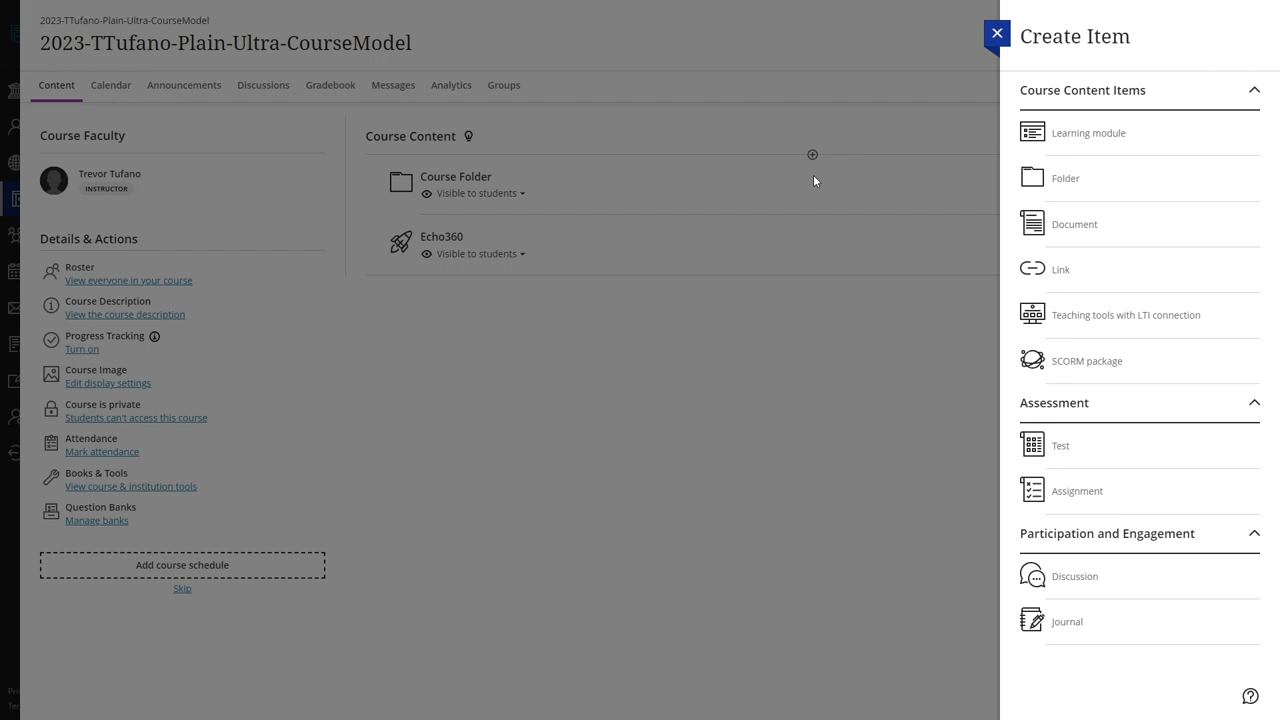 2023-TTufano-Plain-Ultra-CourseModel
2023-TTufano-Plain-Ultra-CourseModel
Content
Calendar
Announcements
Discussions
Gradebook
Messages
Analytics
Groups
Course Faculty
Trevor Tufano
INSTRUCTOR
Details & Actions
Roster
View everyone in your course
Course Description
View the course description
Progress Tracking
Turn on
Course Image
Edit display settings
Course is private
Students can't access this course
Attendance
Mark attendance
Books & Tools
View course & institution tools
Question Banks
Manage banks
Add course schedule
Skip
Course Content
Course Folder
Visible to students
Echo360
Visible to students
Create Item
Course Content Items
Learning module
Folder
Document
Link
Teaching tools with LTI connection
SCORM package
Assessment
Test
Assignment
Participation and Engagement
Discussion
Journal